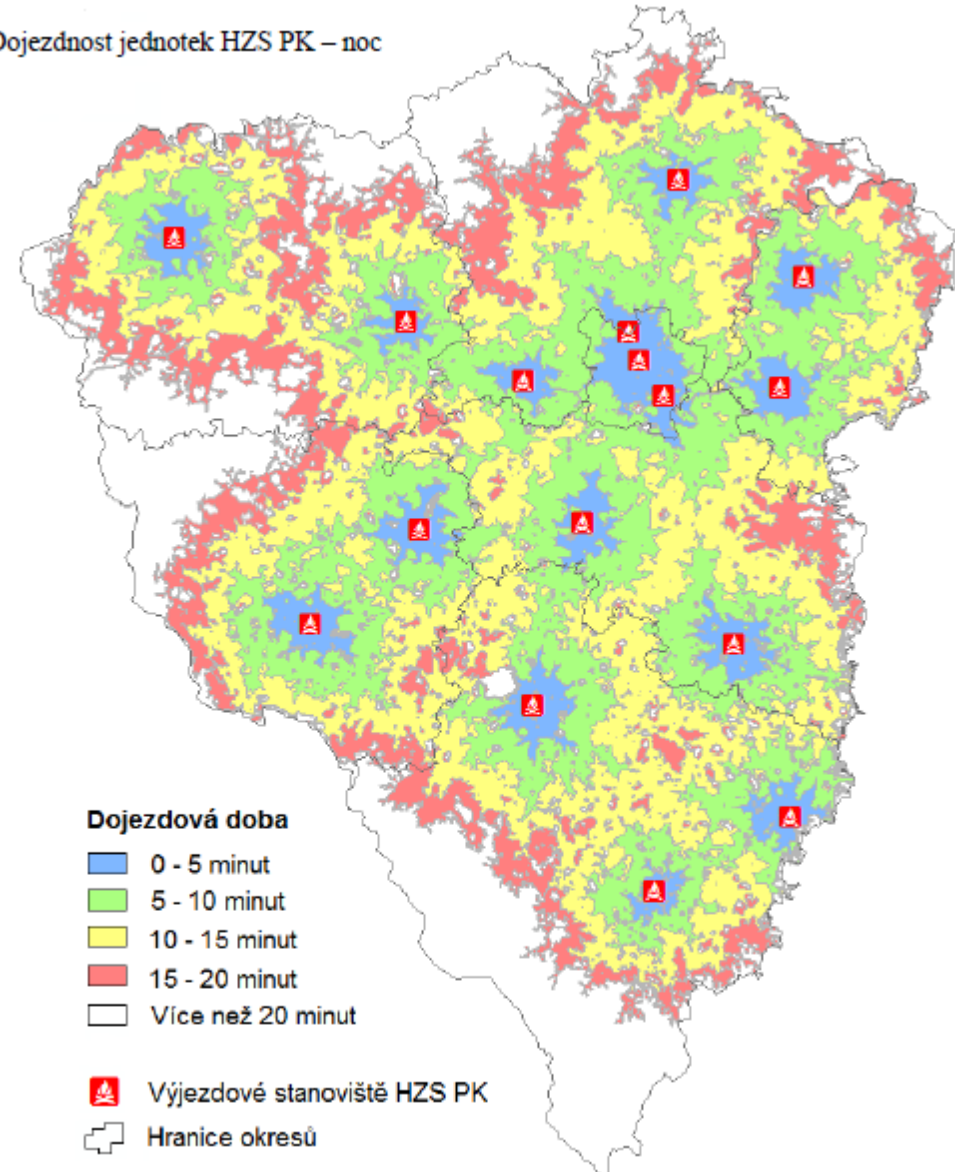 Dojezdnost jednotek HZS PK – noc
Dojezdová doba
0 - 5 minut
5 - 10 minut
10 - 15 minut
15 - 20 minut
Více než 20 minut
Výjezdové stanoviště HZS PK
Hranice okresů